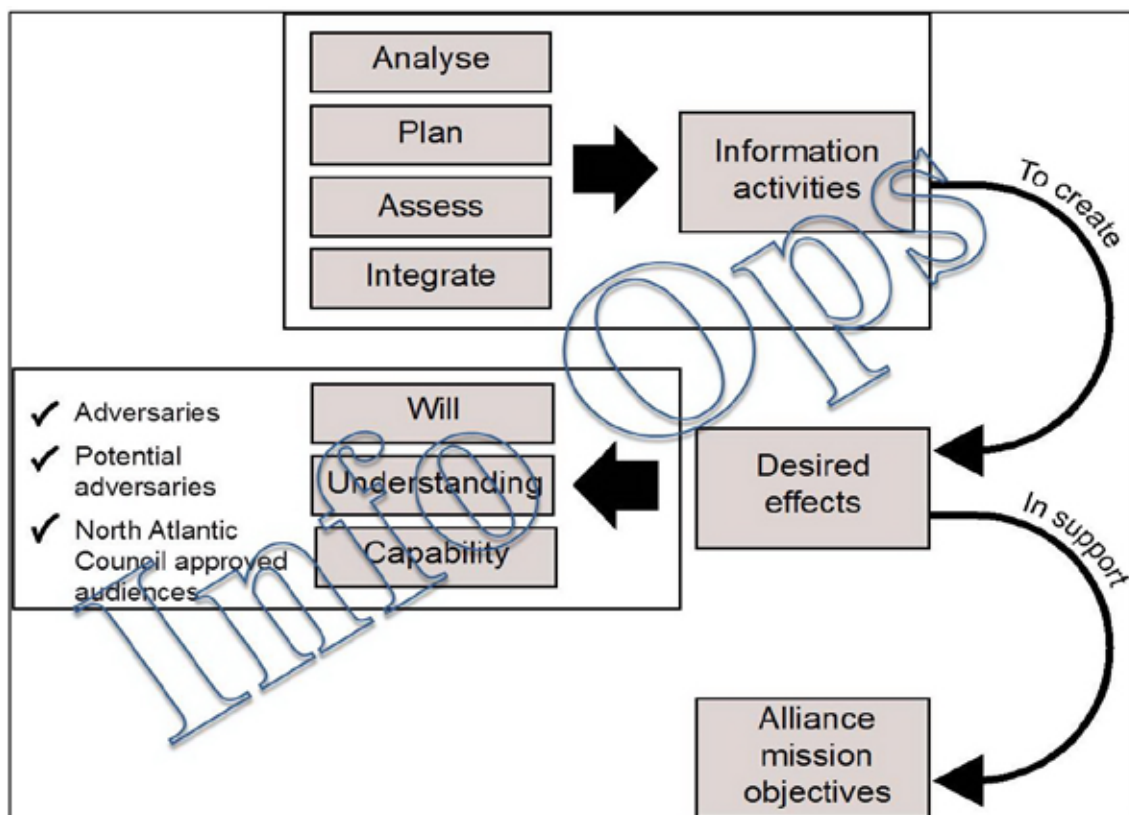 Analyse
Plan
Assess
Integrate
Information
activities
To create
Adversaries
Potential
adversaries
North Atlantic
Council approved
audiences
Will
Understanding
Capability
Desired
effects
In support
Alliance
mission
objectives
Info Ops